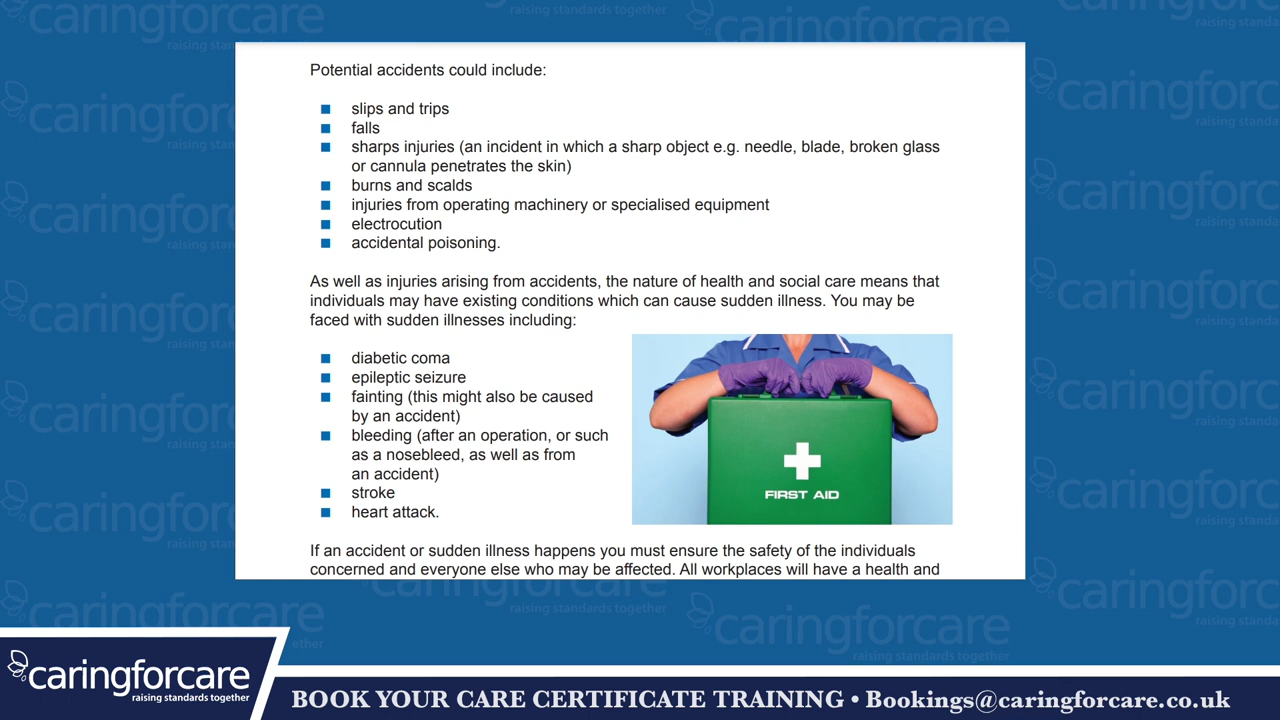 Potential accidents could include:
slips and trips
falls
sharps injuries (an incident in which a sharp object e.g. needle, blade, broken glass
or cannula penetrates the skin)
burns and scalds
injuries from operating machinery or specialised equipment
electrocution
accidental poisoning.
As well as injuries arising from accidents, the nature of health and social care means that
individuals may have existing conditions which can cause sudden illness. You may be
faced with sudden illnesses including:
diabetic coma
epileptic seizure
fainting (this might also be caused
by an accident)
bleeding (after an operation, or such
as a nosebleed, as well as from
an accident)
stroke
heart attack.
FIRST AID
If an accident or sudden illness happens you must ensure the safety of the individuals
concerned and everyone else who may be affected. All workplaces will have a health and
caringforcare
raising standards together
BOOK YOUR CARE CERTIFICATE TRAINING • Bookings@caringforcare.co.uk